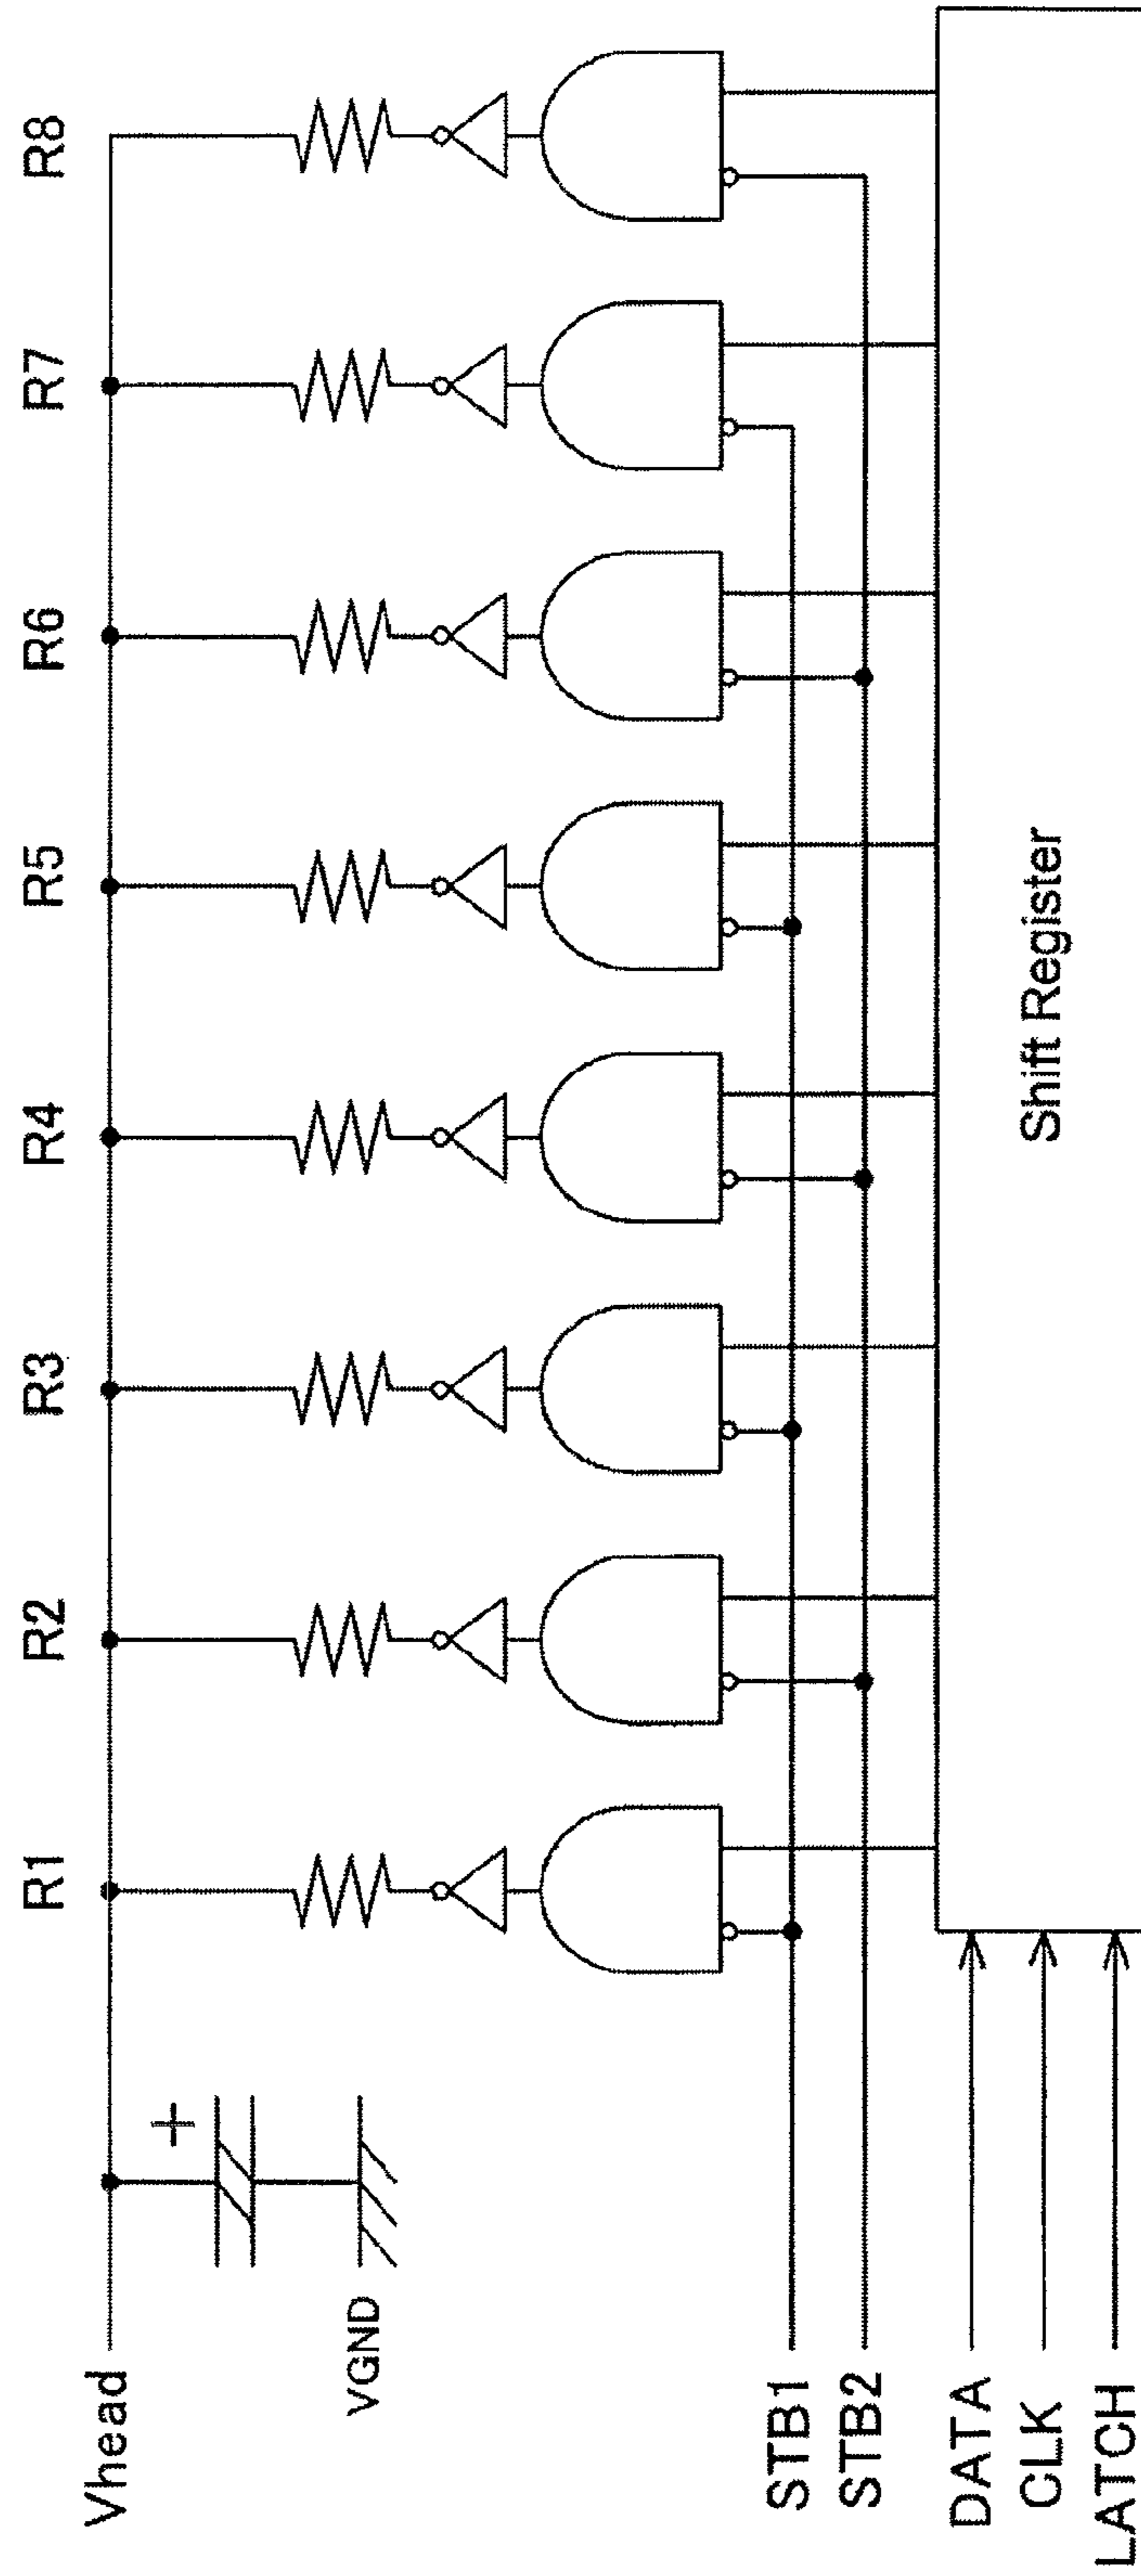 R1 R2 R3 R4 R5 R6 R7 R8
Vhead
+
VGND
STB1
STB2
DATA
CLK
LATCH
Shift Register